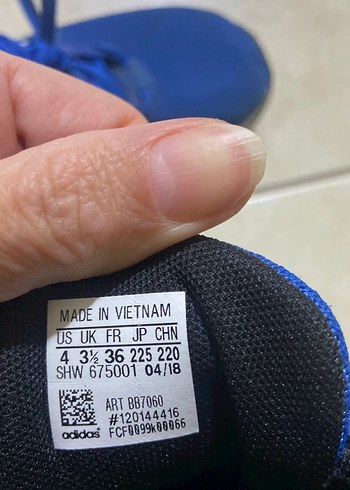 MADE IN VIETNAM
US UK FR JP CHN
4 3½ 36 225 220
SHW 675001 04/18
ART BB7060
#120144416
FCF0099k00066
adidas